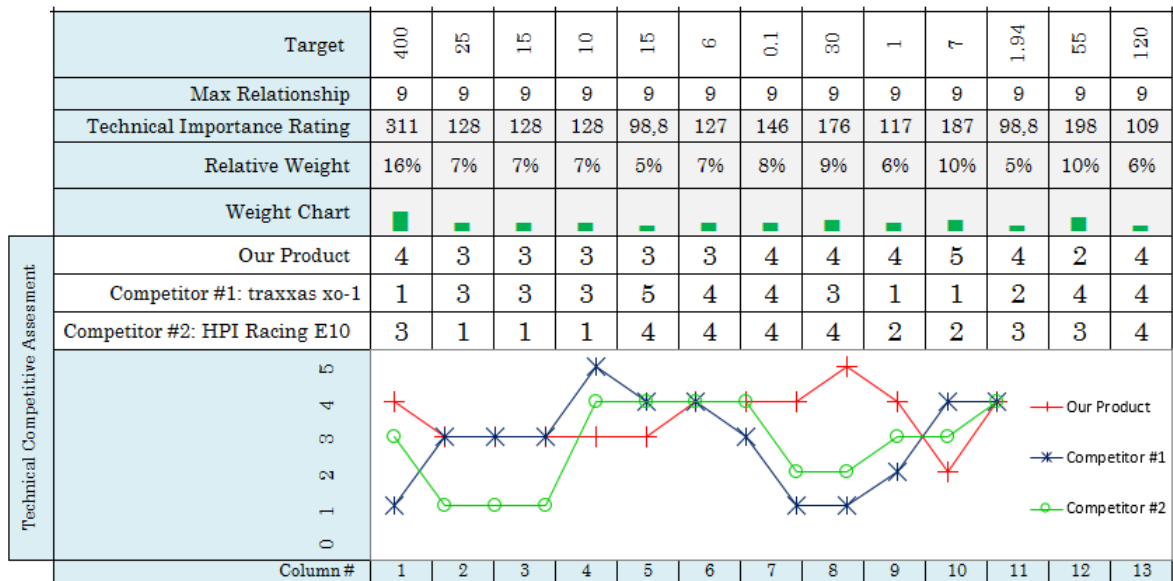 Target 400 25 15 10 15 6 0.1 30 1 7 1.94 55 120
Max Relationship 9 9 9 9 9 9 9 9 9 9 9 9 9
Technical Importance Rating 311 128 128 128 98,8 127 146 176 117 187 98,8 198 109
Relative Weight 16% 7% 7% 7% 5% 7% 8% 9% 6% 10% 5% 10% 6%
Weight Chart
Technical Competitive Assesment
Our Product 4 3 3 3 3 3 4 4 4 5 4 2 4
Competitor #1: traxxas xo-1 1 3 3 3 5 4 4 3 1 1 2 4 4
Competitor #2: HPI Racing E10 3 1 1 1 4 4 4 4 2 2 3 3 4
5
4
3
2
1
0
Our Product
Competitor #1
Competitor #2
Column # 1 2 3 4 5 6 7 8 9 10 11 12 13